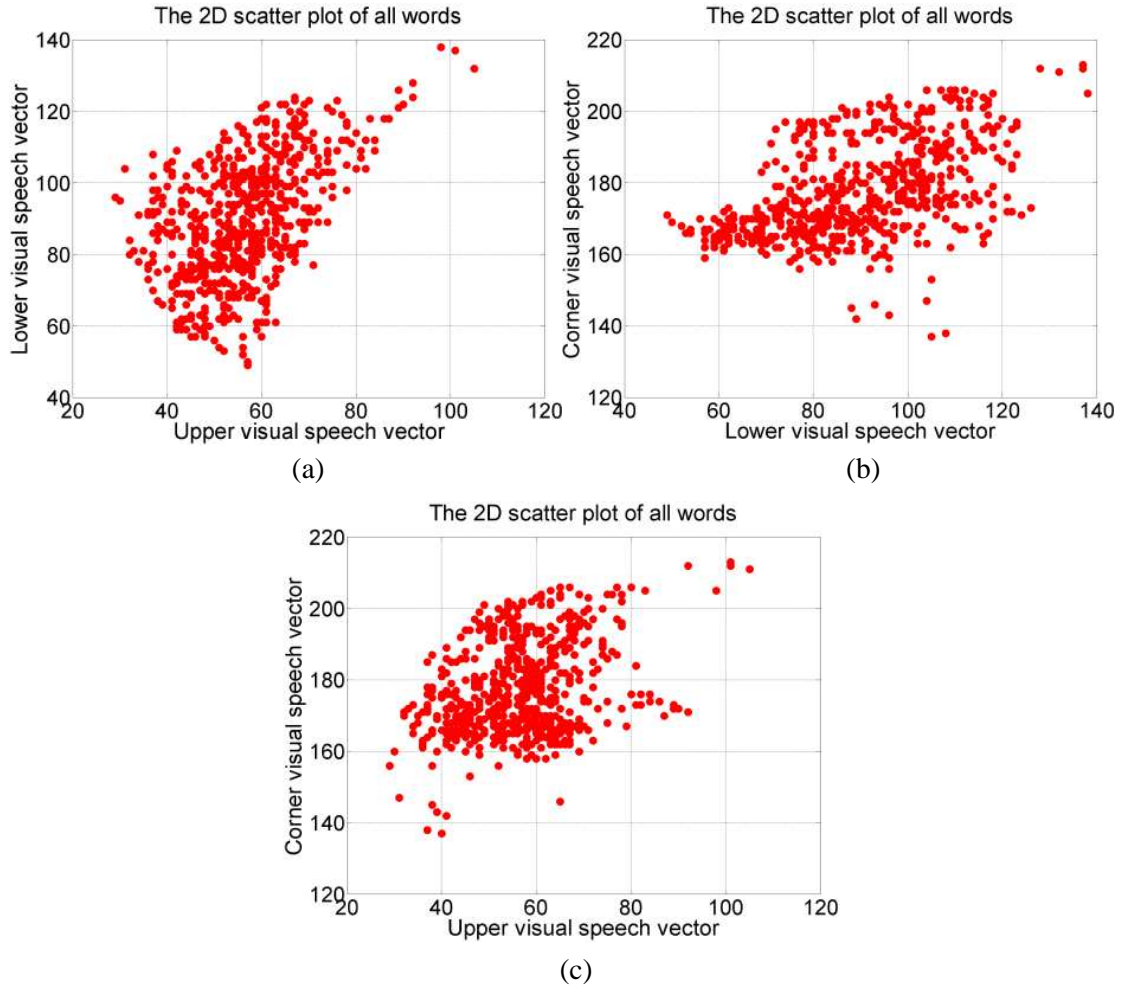 The 2D scatter plot of all words
140
120
100
80
60
40
20 40 60 80 100 120
Lower visual speech vector
Upper visual speech vector
(a)
The 2D scatter plot of all words
220
200
180
160
140
120
40 60 80 100 120 140
Corner visual speech vector
Lower visual speech vector
(b)
The 2D scatter plot of all words
220
200
180
160
140
120
20 40 60 80 100 120
Corner visual speech vector
Upper visual speech vector
(c)